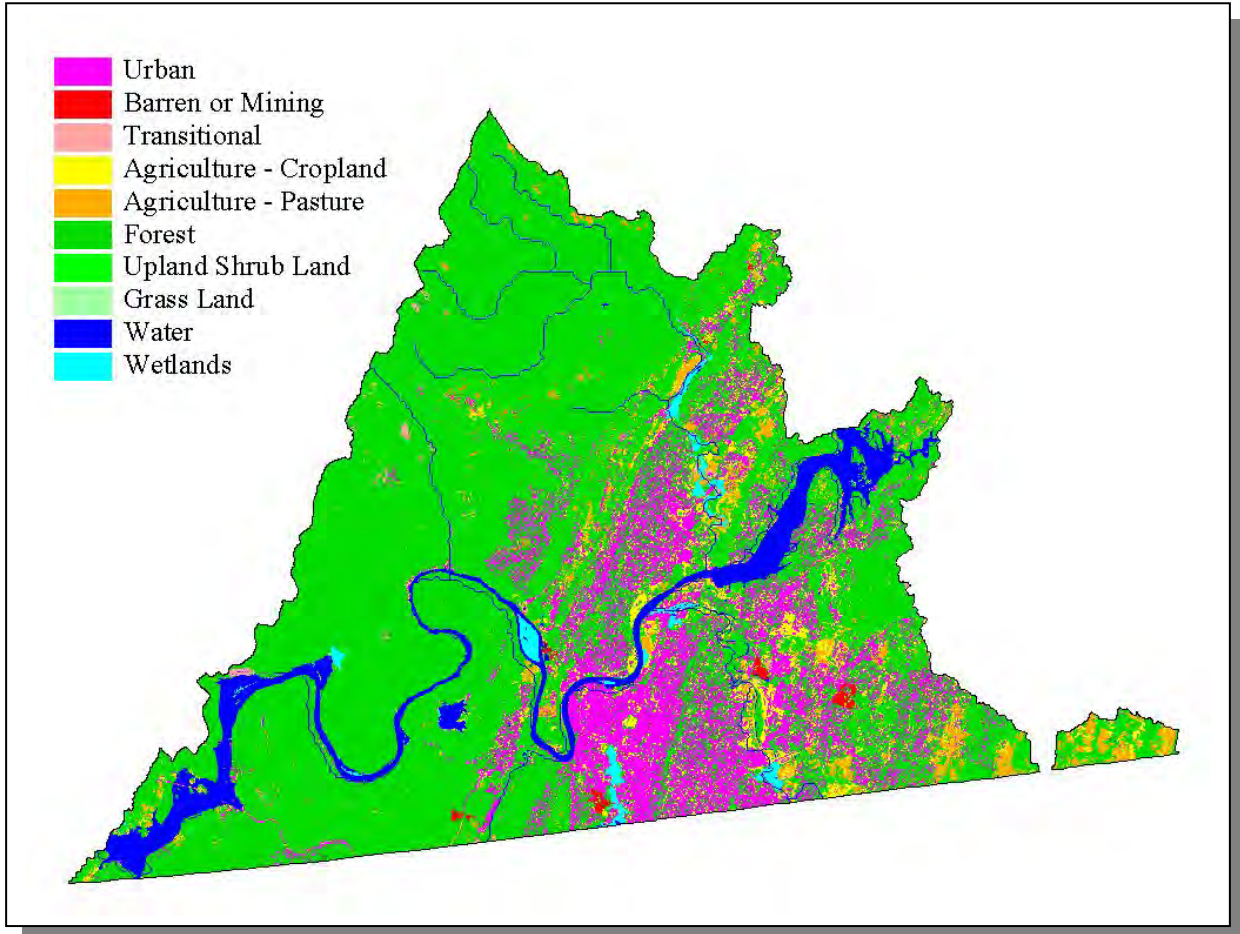 Urban
Barren or Mining
Transitional
Agriculture - Cropland
Agriculture - Pasture
Forest
Upland Shrub Land
Grass Land
Water
Wetlands